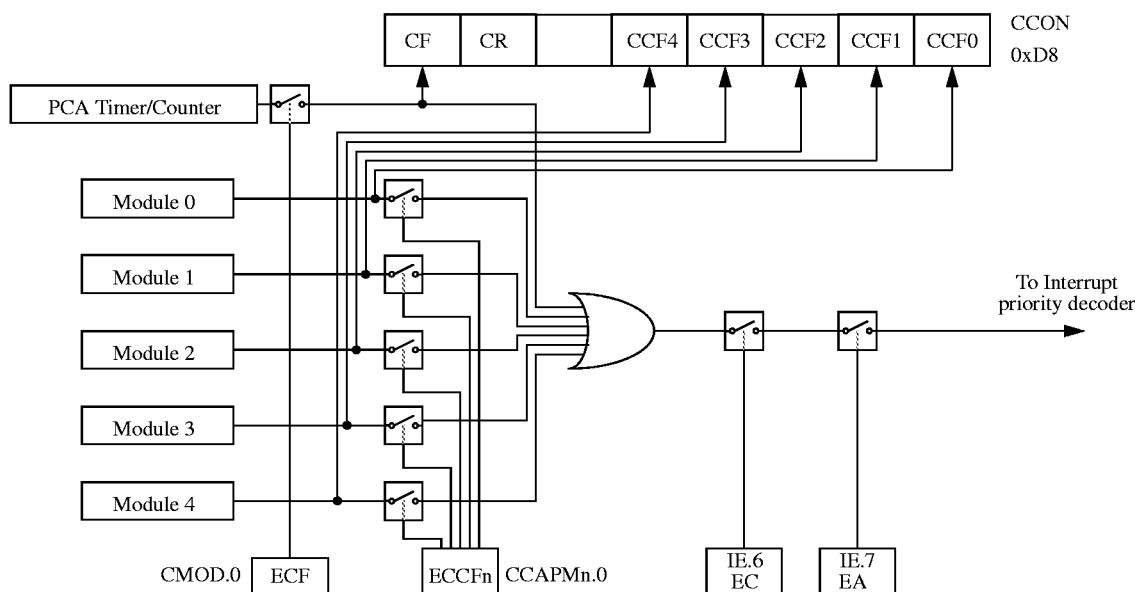 CF CR CCF4 CCF3 CCF2 CCF1 CCF0
CCON
0xD8
PCA Timer/Counter
Module 0
Module 1
Module 2
Module 3
Module 4
To Interrupt
priority decoder
CMOD.0 ECF
ECCFn CCAPMn.0
IE.6
EC
IE.7
EA